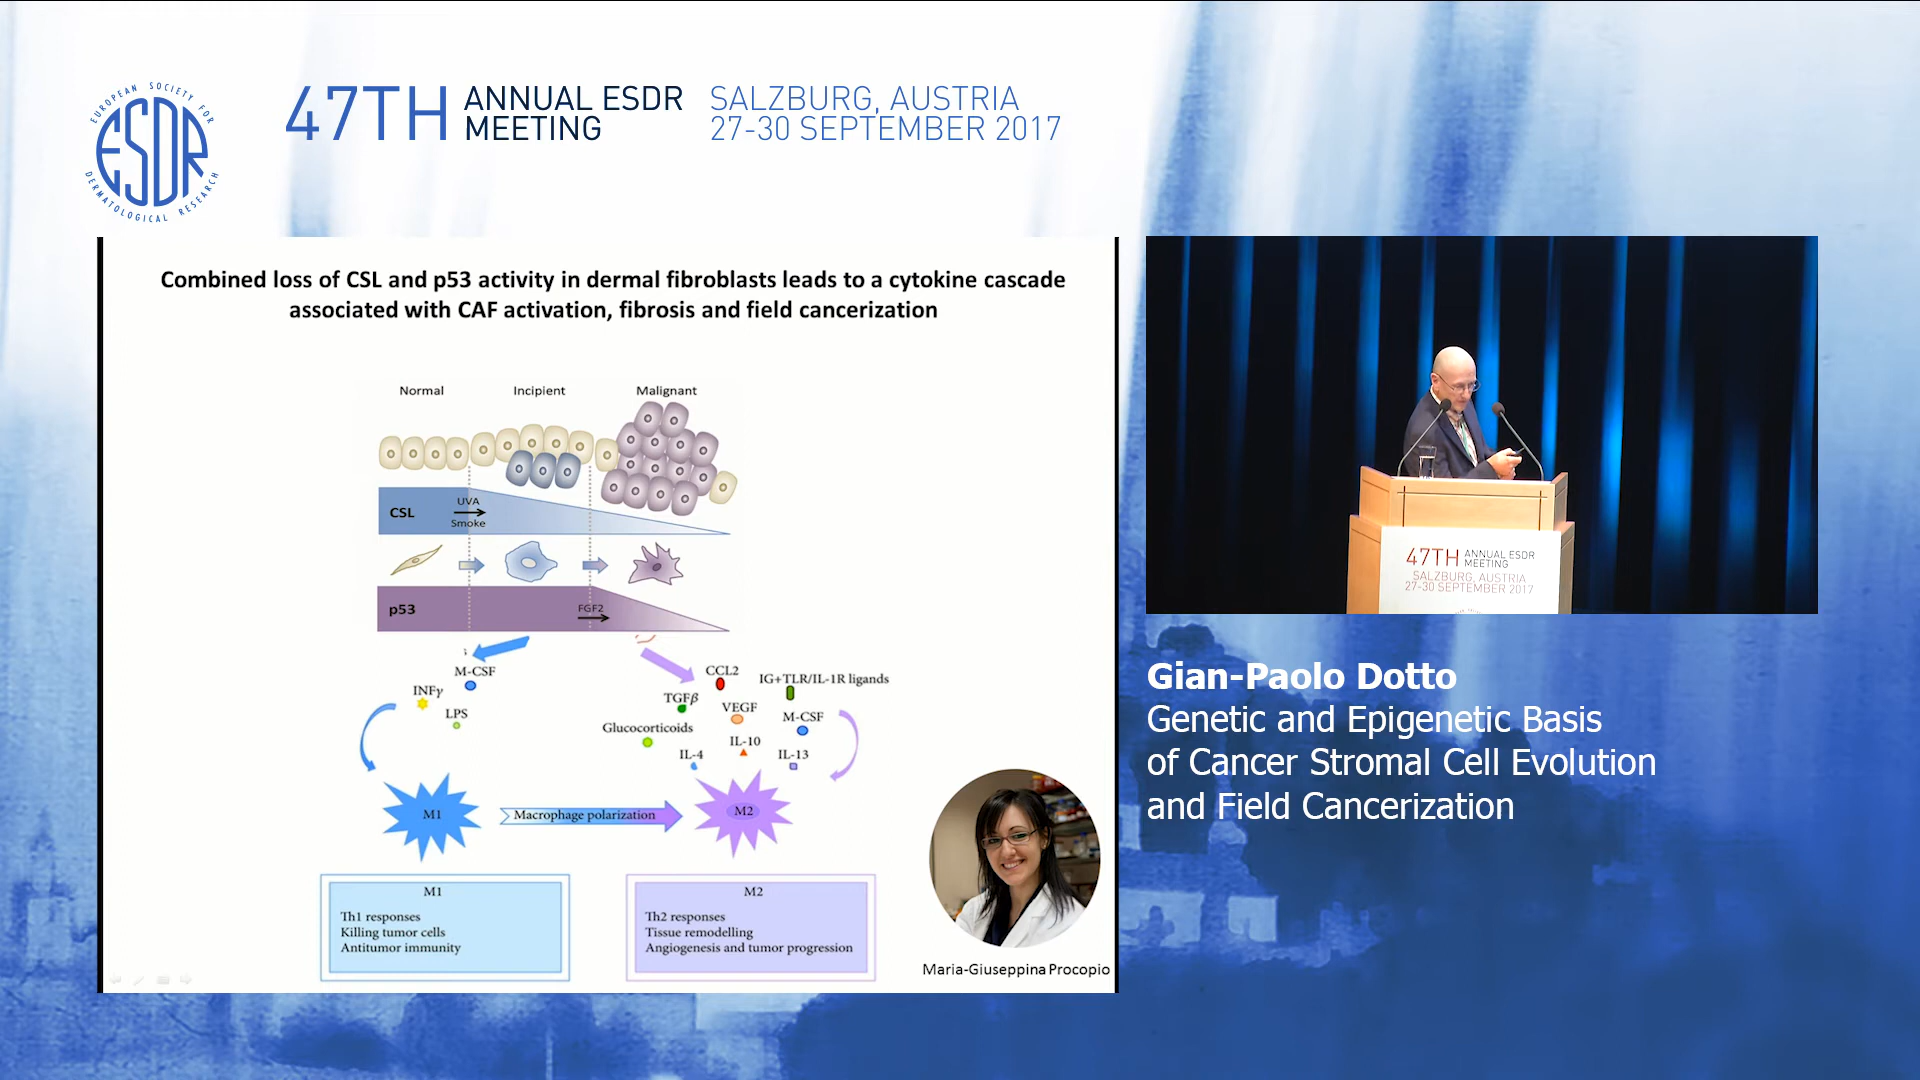 EUROPEAN SOCIETY FOR
ESDR
DERMATOLOGICAL RESEARCH
47TH
ANNUAL ESDR
MEETING
SALZBURG, AUSTRIA
27-30 SEPTEMBER 2017
Combined loss of CSL and p53 activity in dermal fibroblasts leads to a cytokine cascade
associated with CAF activation, fibrosis and field cancerization
Normal
Incipient
Malignant
CSL
UVA
Smoke
p53
FGF2
M-CSF
INFγ
LPS
CCL2
IG+TLR/IL-1R ligands
TGFβ
VEGF
M-CSF
Glucocorticoids
IL-10
IL-4
IL-13
M1
Macrophage polarization
M2
M1
Th1 responses
Killing tumor cells
Antitumor immunity
M2
Th2 responses
Tissue remodelling
Angiogenesis and tumor progression
Maria-Giuseppina Procopio
47TH
ANNUAL ESDR
MEETING
SALZBURG, AUSTRIA
27-30 SEPTEMBER 2017
Gian-Paolo Dotto
Genetic and Epigenetic Basis
of Cancer Stromal Cell Evolution
and Field Cancerization